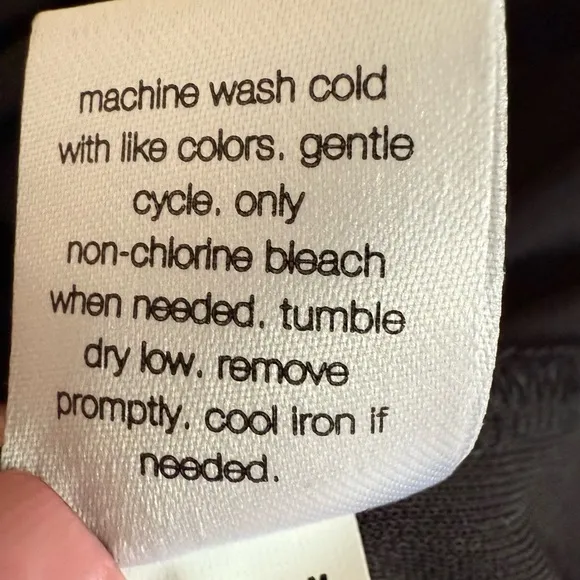 machine wash cold
with like colors. gentle
cycle. only
non-chlorine bleach
when needed. tumble
dry low. remove
promptly. cool iron if
needed.